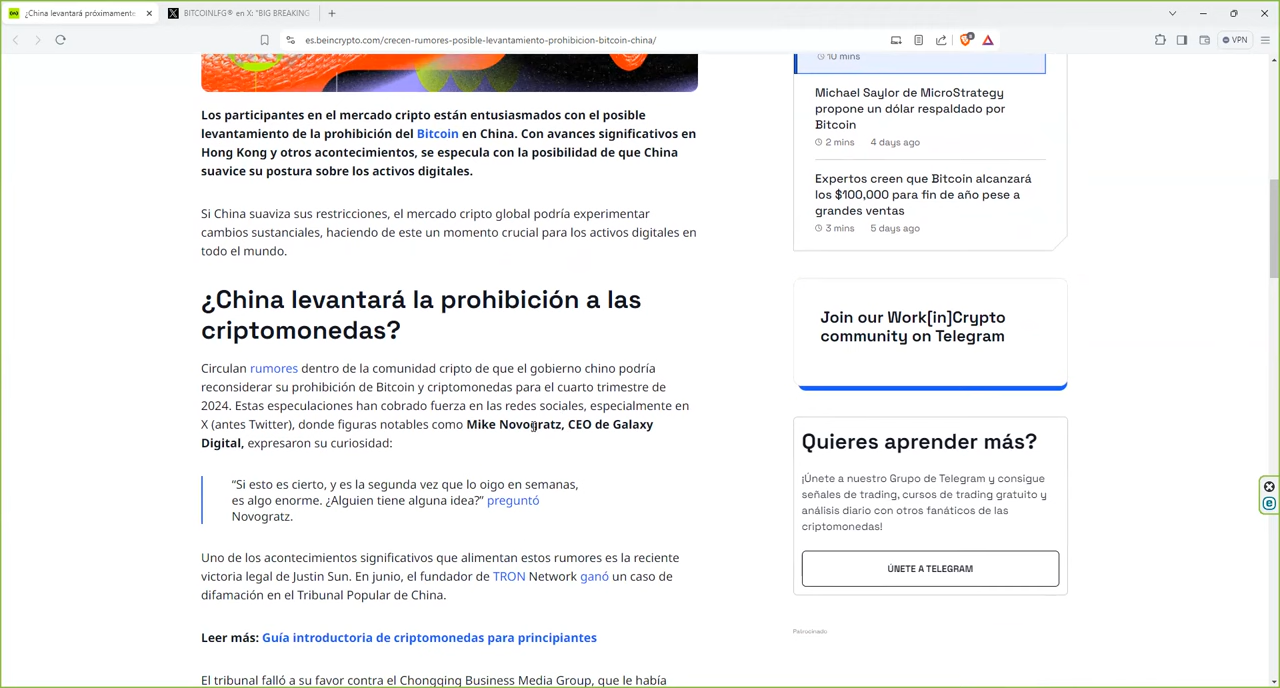 ¿China levantará próximamente
BITCOINLFG® en X: "BIG BREAKING
es.beincrypto.com/crecen-rumores-posible-levantamiento-prohibicion-bitcoin-china/
VPN
Los participantes en el mercado cripto están entusiasmados con el posible
levantamiento de la prohibición del Bitcoin en China. Con avances significativos en
Hong Kong y otros acontecimientos, se especula con la posibilidad de que China
suavice su postura sobre los activos digitales.
Si China suaviza sus restricciones, el mercado cripto global podría experimentar
cambios sustanciales, haciendo de este un momento crucial para los activos digitales en
todo el mundo.
¿China levantará la prohibición a las
criptomonedas?
Circulan rumores dentro de la comunidad cripto de que el gobierno chino podría
reconsiderar su prohibición de Bitcoin y criptomonedas para el cuarto trimestre de
2024. Estas especulaciones han cobrado fuerza en las redes sociales, especialmente en
X (antes Twitter), donde figuras notables como Mike Novogratz, CEO de Galaxy
Digital, expresaron su curiosidad:
“Si esto es cierto, y es la segunda vez que lo oigo en semanas,
es algo enorme. ¿Alguien tiene alguna idea?” preguntó
Novogratz.
Uno de los acontecimientos significativos que alimentan estos rumores es la reciente
victoria legal de Justin Sun. En junio, el fundador de TRON Network ganó un caso de
difamación en el Tribunal Popular de China.
Leer más: Guía introductoria de criptomonedas para principiantes
El tribunal falló a su favor contra el Chongqing Business Media Group, que le había
10 mins
Michael Saylor de MicroStrategy
propone un dólar respaldado por
Bitcoin
2 mins 4 days ago
Expertos creen que Bitcoin alcanzará
los $100,000 para fin de año pese a
grandes ventas
3 mins 5 days ago
Join our Work[in]Crypto
community on Telegram
Quieres aprender más?
¡Únete a nuestro Grupo de Telegram y consigue
señales de trading, cursos de trading gratuito y
análisis diario con otros fanáticos de las
criptomonedas!
ÚNETE A TELEGRAM
Patrocinado